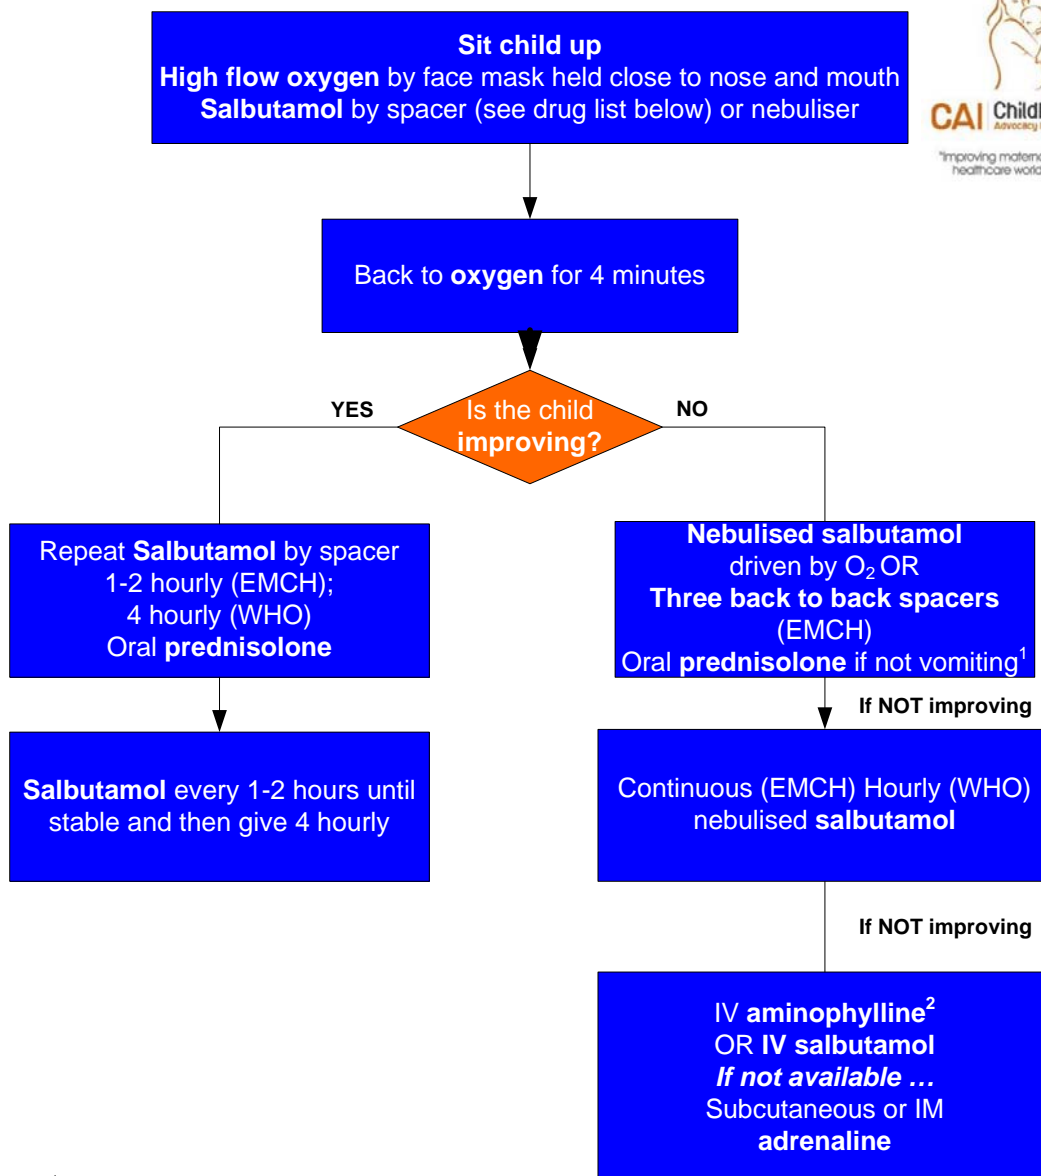 Sit child up
High flow oxygen by face mask held close to nose and mouth
Salbutamol by spacer (see drug list below) or nebuliser
CAI
Advocacy
"Improving
healthcare
Back to oxygen for 4 minutes
YES
Is the child
improving?
NO
Repeat Salbutamol by spacer
1-2 hourly (EMCH);
4 hourly (WHO)
Oral prednisolone
Nebulised salbutamol
driven by O₂ OR
Three back to back spacers
(EMCH)
Oral prednisolone if not vomiting¹
If NOT improving
Salbutamol every 1-2 hours until
stable and then give 4 hourly
Continuous (EMCH) Hourly (WHO)
nebulised salbutamol
If NOT improving
IV aminophylline²
OR IV salbutamol
If not available …
Subcutaneous or IM
adrenaline